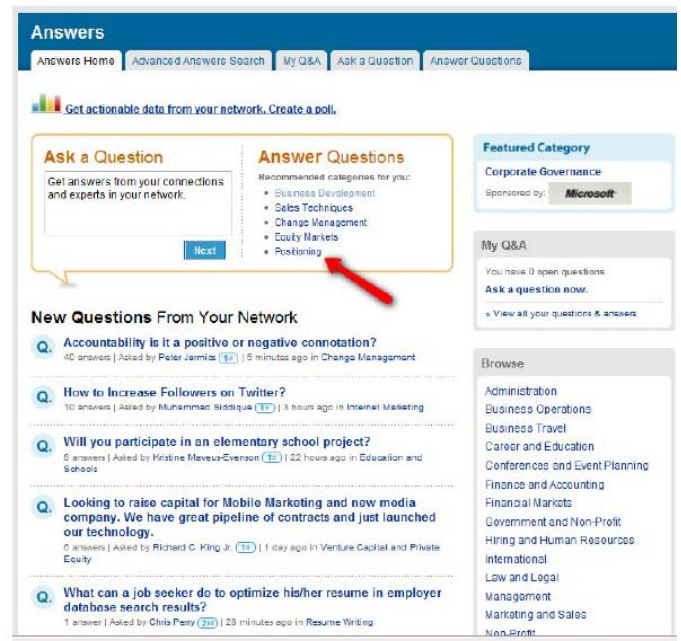 Answers
Answers Home
Advanced Answers Search
My Q&A
Ask a Question
Answer Questions
Get actionable data from your network. Create a poll.
Ask a Question
Get answers from your connections
and experts in your network.
Next
Answer Questions
Recommended categories for you:
Business Development
Sales Techniques
Change Management
Equity Markets
Positioning
New Questions From Your Network
Q. Accountability is it a positive or negative connotation?
40 answers | Asked by Peter 1st | 6 minutes ago in Change Management
Q. How to Increase Followers on Twitter?
10 answers | Asked by Muhammad Siddique 1st | 3 hours ago in Internet Marketing
Q. Will you participate in an elementary school project?
8 answers | Asked by Kristine Maveus-Evenson 1st | 22 hours ago in Education and
Schools
Q. Looking to raise capital for Mobile Marketing and new media
company. We have great pipeline of contracts and just launched
our technology.
6 answers | Asked by Richard C. King Jr. 1st | 1 day ago in Venture Capital and Private
Equity
Q. What can a job seeker do to optimize his/her resume in employer
database search results?
1 answer | Asked by Chris Perry 2nd | 28 minutes ago in Resume Writing
Featured Category
Corporate Governance
Sponsored by: Microsoft
My Q&A
You have 0 open questions
Ask a question now.
» View all your questions & answers
Browse
Administration
Business Operations
Business Travel
Career and Education
Conferences and Event Planning
Finance and Accounting
Financial Markets
Government and Non-Profit
Hiring and Human Resources
International
Law and Legal
Management
Marketing and Sales
Non-Profit